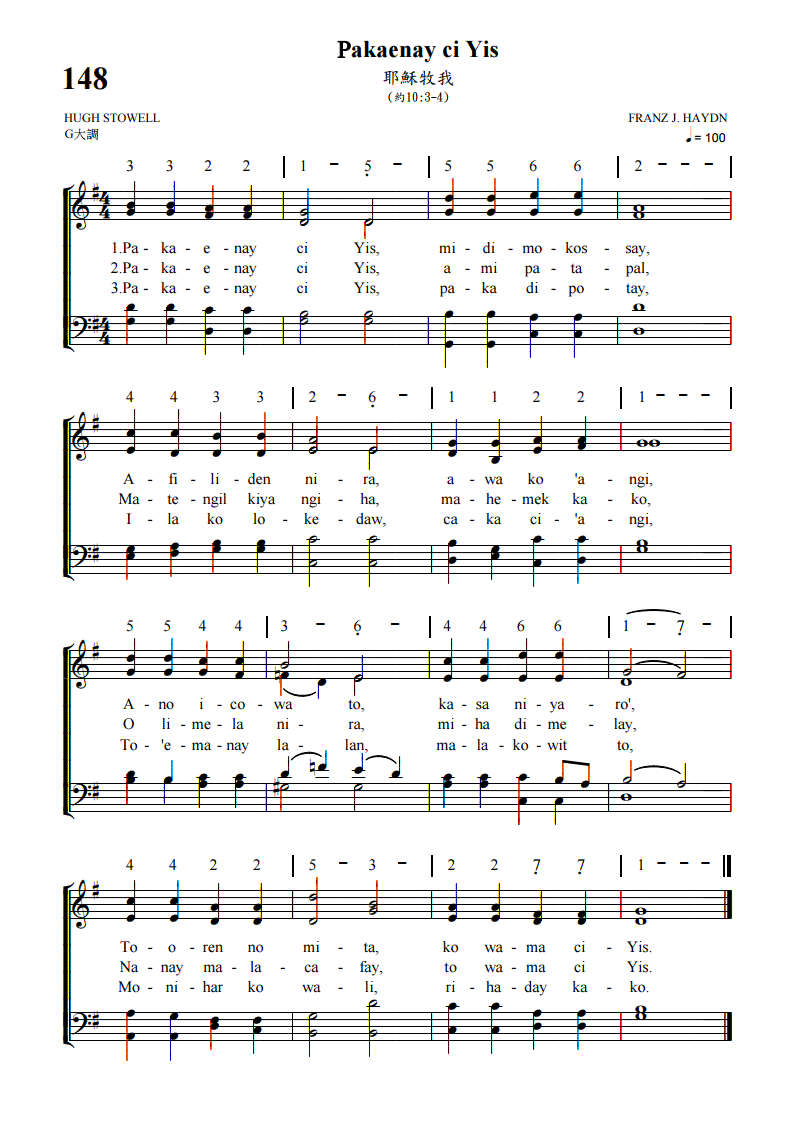 Pakaenay ci Yis
148
耶穌牧我
(約10:3-4)
HUGH STOWELL
FRANZ J. HAYDN
G大調
= 100
3 3 2 2 | 1 - 5 - | 5 5 6 6 | 2 - - - |
1.Pa - ka - e - nay ci Yis, mi - di - mo - kos - say,
2.Pa - ka - e - nay ci Yis, a - mi pa - ta - pal,
3.Pa - ka - e - nay ci Yis, pa - ka di - po - tay,
4 4 3 3 | 2 - 6 - | 1 1 2 2 | 1 - - - |
A - fi - li - den ni - ra, a - wa ko 'a - ngi,
Ma - te - ngil kiya ngi - ha, ma - he - mek ka - ko,
I - la ko lo - ke - daw, ca - ka ci - 'a - ngi,
5 5 4 4 | 3 - 6 - | 4 4 6 6 | 1 - 7 - |
A - no i - co - wa to, ka - sa ni - ya - ro',
O li - me - la ni - ra, mi - ha di - me - lay,
To - 'e - ma - nay la - lan, ma - la - ko - wit to,
4 4 2 2 | 5 - 3 - | 2 2 7 7 | 1 - -
To - o - ren no mi - ta, ko wa - ma ci - Yis.
Na - nay ma - la - ca - fay, to wa - ma ci Yis.
Mo - ni - har ko wa - li, ri - ha - day ka - ko.